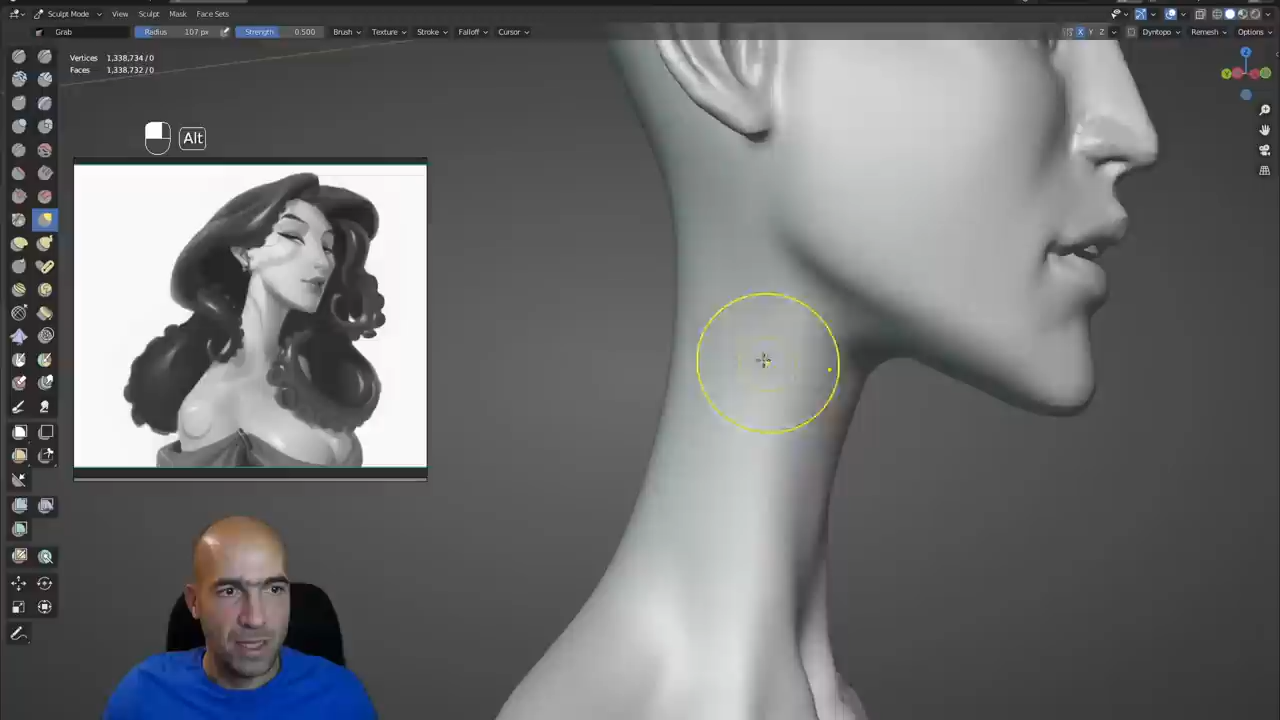 Sculpt Mode View Sculpt Mask Face Sets
Grab Radius 107 px Strength 0.500 Brush Texture Stroke Falloff Cursor X Y Z Dyntopo Remesh Options
Vertices 1,338,734 / 0
Faces 1,338,732 / 0
Z
Y
Alt